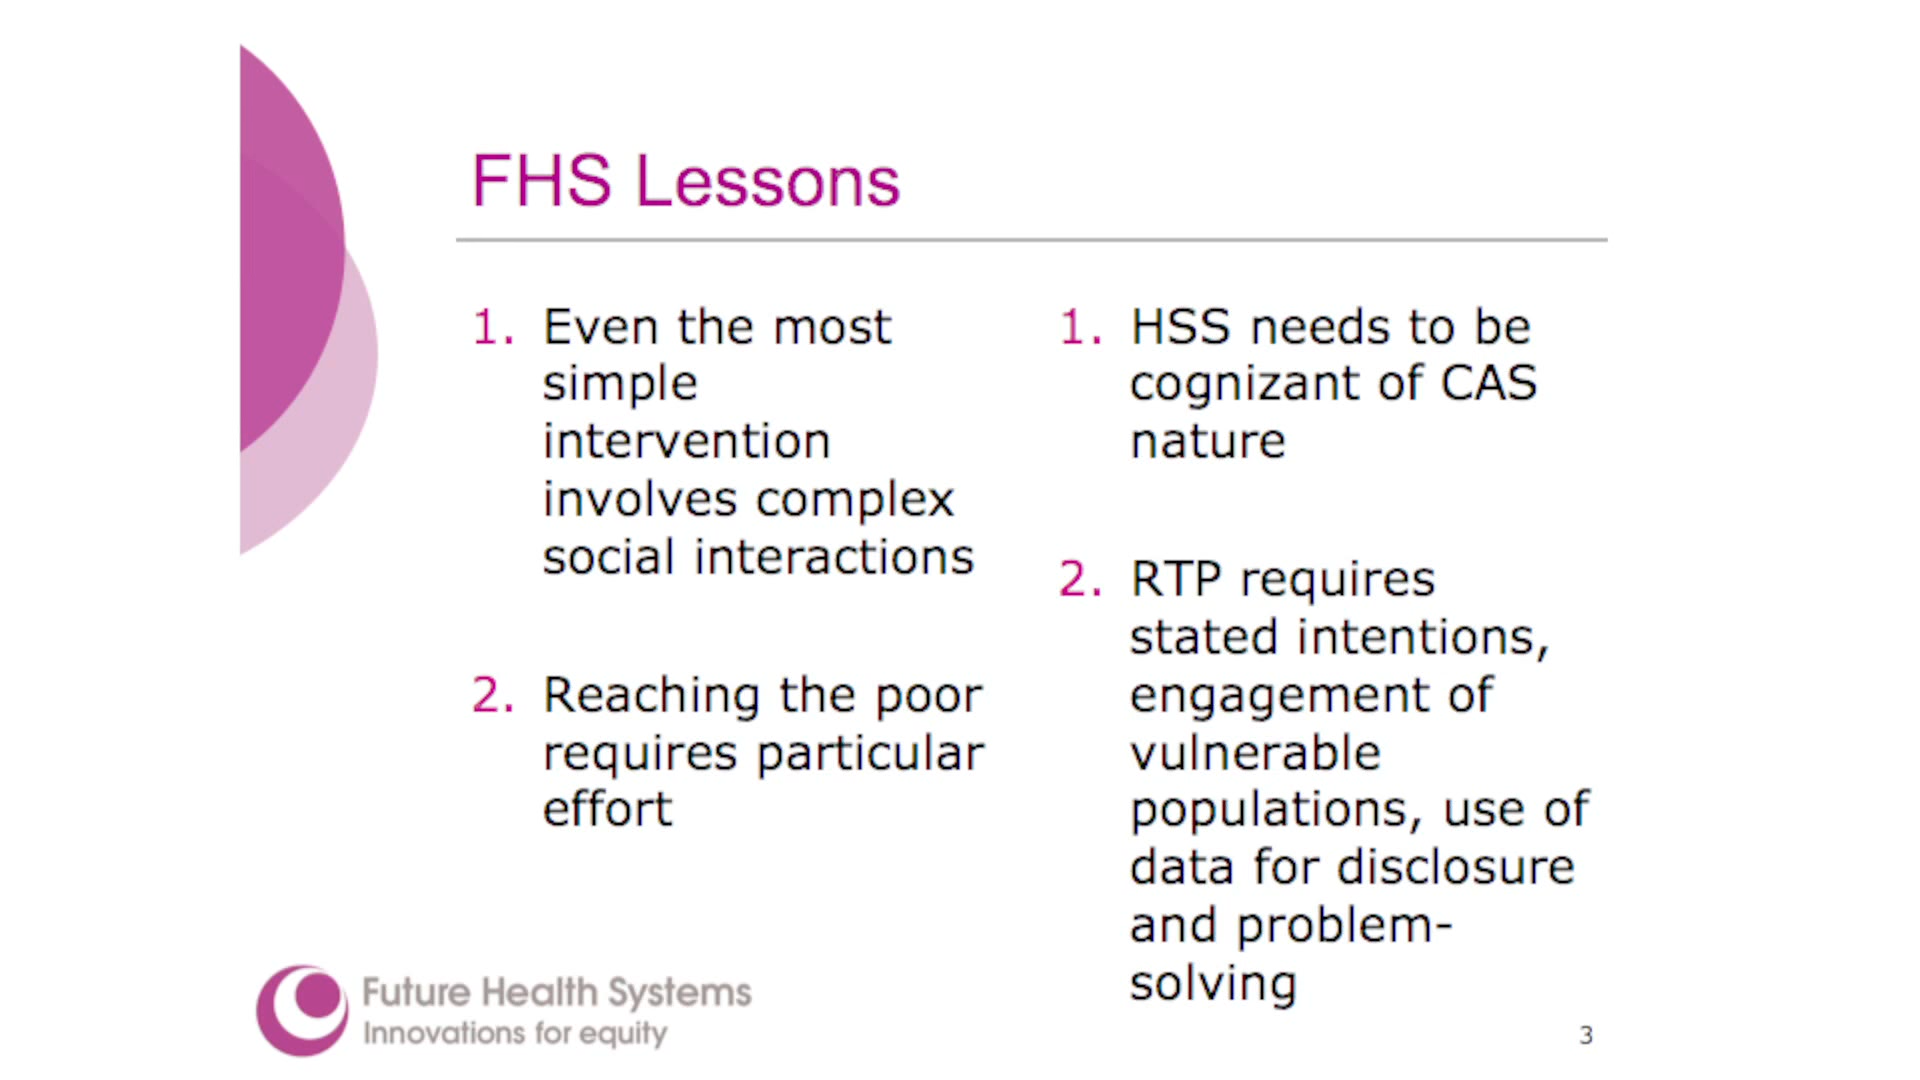 FHS Lessons
1. Even the most
simple
intervention
involves complex
social interactions
2. Reaching the poor
requires particular
effort
1. HSS needs to be
cognizant of CAS
nature
2. RTP requires
stated intentions,
engagement of
vulnerable
populations, use of
data for disclosure
and problem-
solving
Future Health Systems
Innovations for equity
3